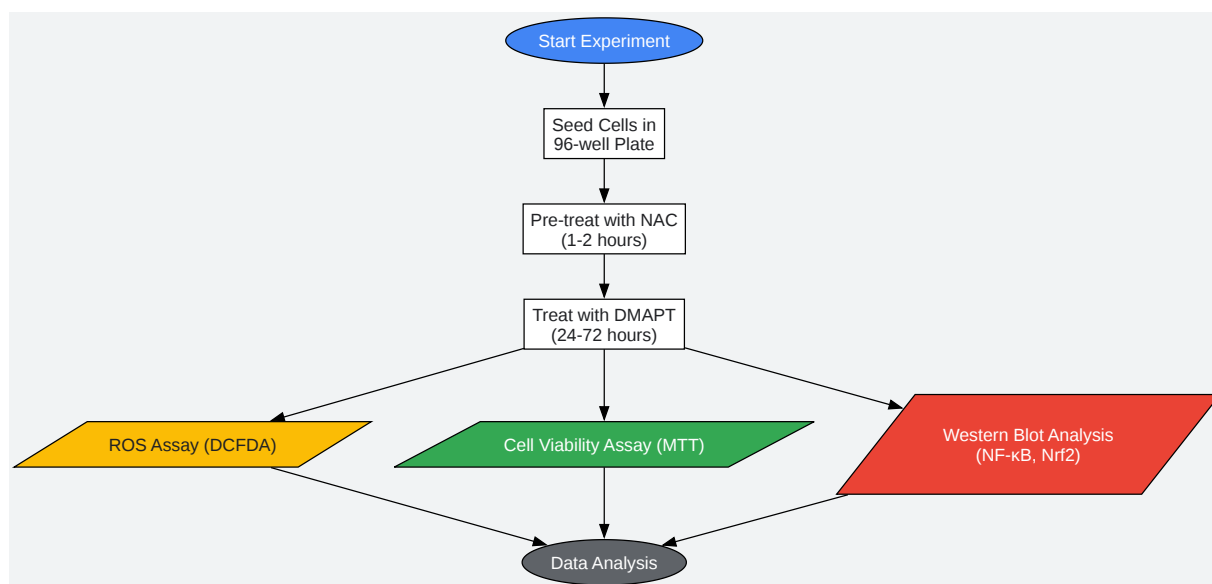 Start Experiment
Seed Cells in
96-well Plate
Pre-treat with NAC
(1-2 hours)
Treat with DMAPT
(24-72 hours)
ROS Assay (DCFDA)
Cell Viability Assay (MTT)
Western Blot Analysis
(NF-κB, Nrf2)
Data Analysis